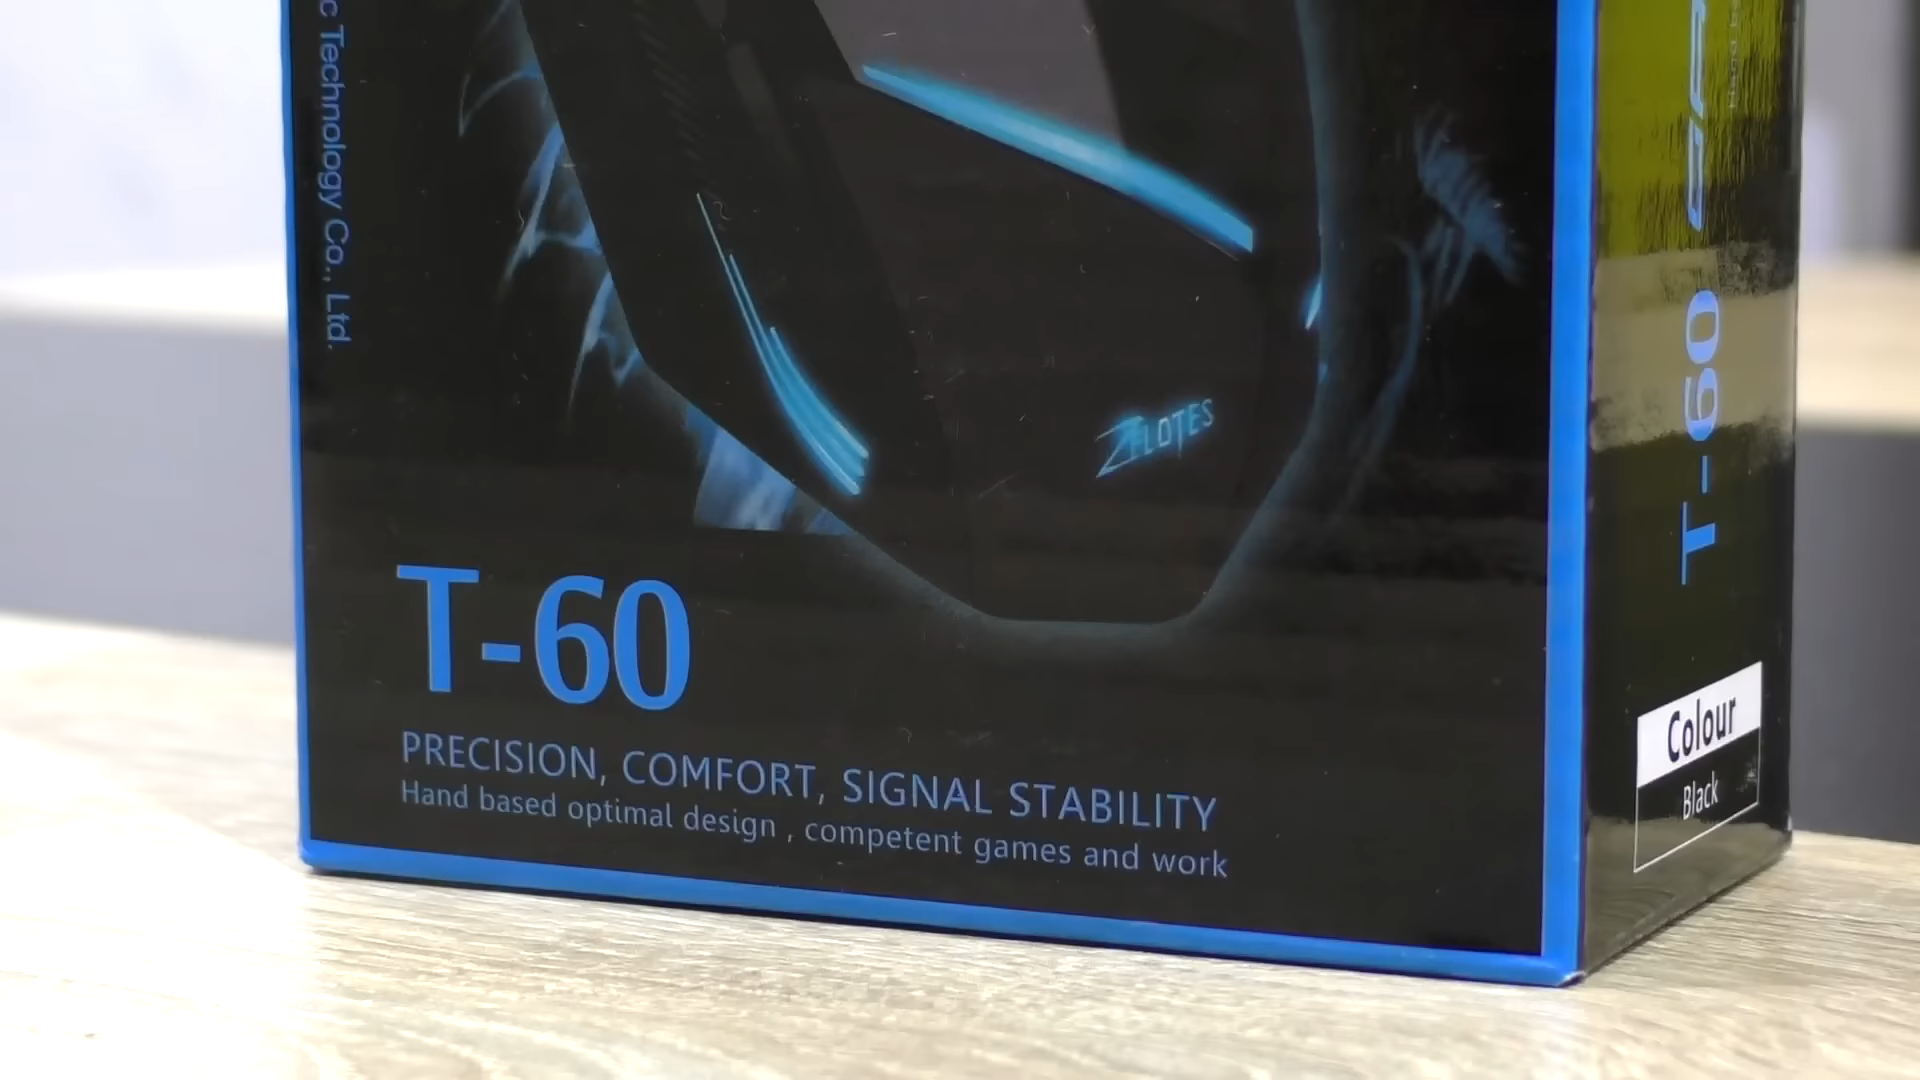 Technology Co., Ltd.
ZELOTES
T-60
PRECISION, COMFORT, SIGNAL STABILITY
Hand based optimal design , competent games and work
T-60
Colour
Black